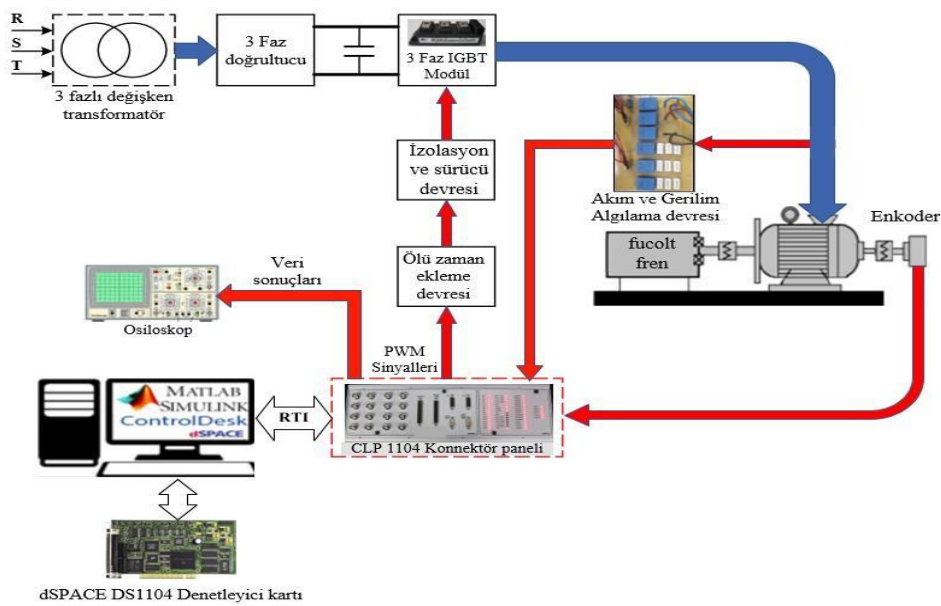 R
S
T
3 fazlı değişken
transformatör
3 Faz
doğrultucu
3 Faz IGBT
Modül
İzolasyon
ve sürücü
devresi
Akım ve Gerilim
Algılama devresi
Enkoder
fucolt
fren
Ölü zaman
ekleme
devresi
Veri
sonuçları
Osiloskop
PWM
Sinyalleri
MATLAB
SIMULINK
ControlDesk
dSPACE
RTI
CLP 1104 Konnektör paneli
dSPACE DS1104 Denetleyici kartı